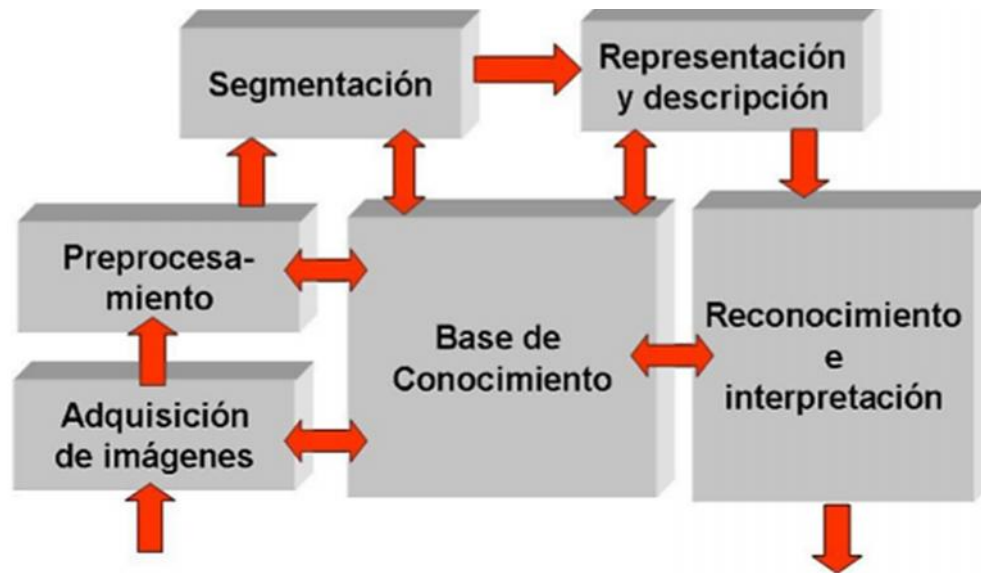 Segmentación
Representación
y descripción
Preprocesa-
miento
Base de
Conocimiento
Reconocimiento
e
interpretación
Adquisición
de imágenes